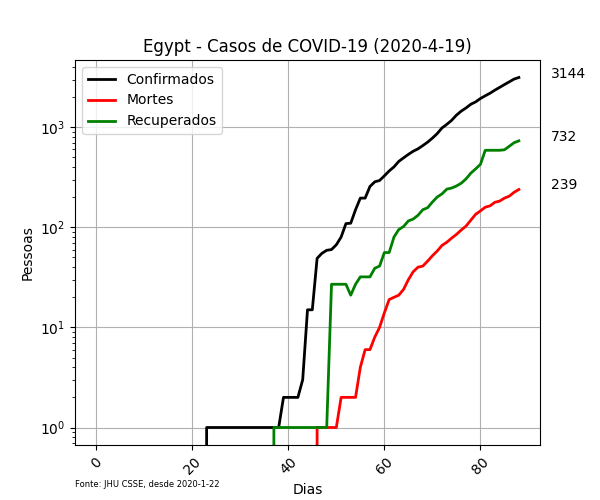 Egypt - Casos de COVID-19 (2020-4-19)
Confirmados
Mortes
Recuperados
3144
732
239
10³
10²
10¹
10⁰
Pessoas
0
20
40
60
80
Dias
Fonte: JHU CSSE, desde 2020-1-22